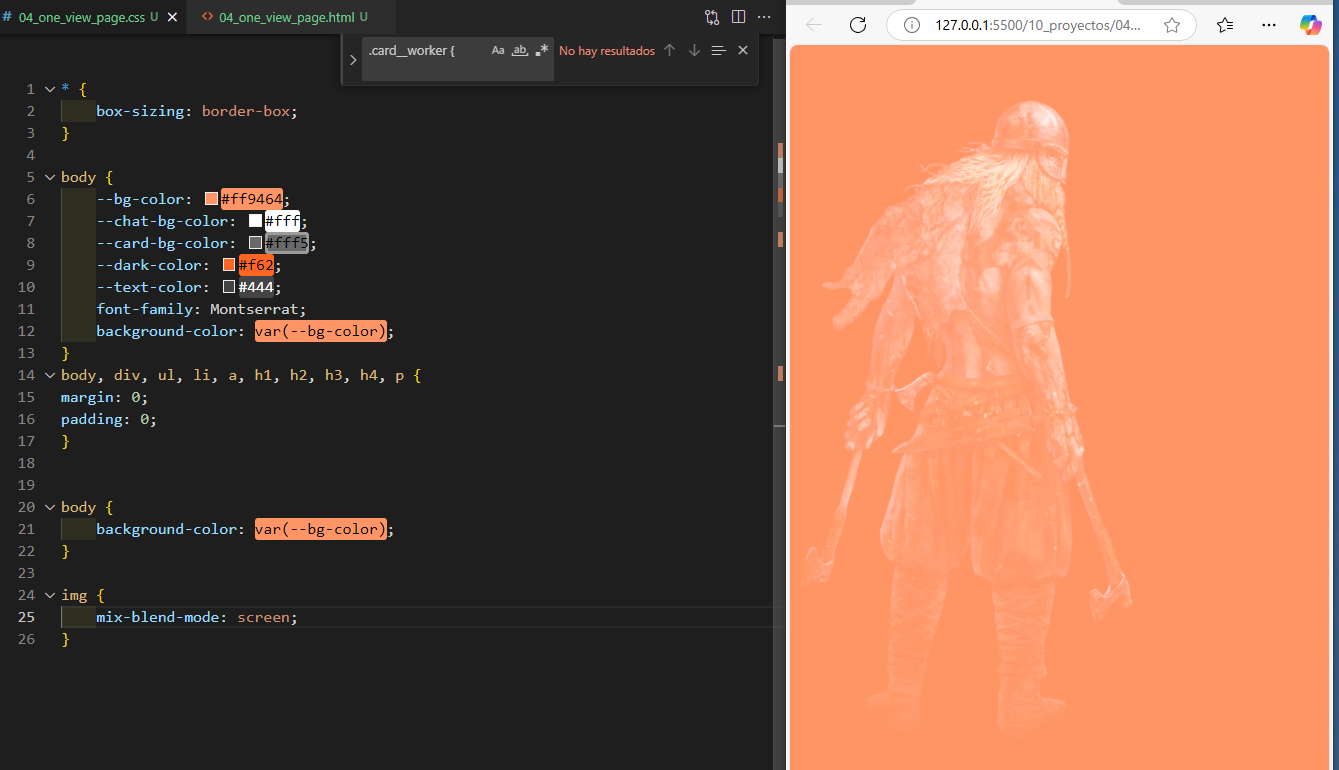 # 04_one_view_page.css U × <> 04_one_view_page.html U ···
.card__worker { Aa ab, .* No hay resultados
127.0.0.1:5500/10_proyectos/04...
1 * {
2 box-sizing: border-box;
3 }
4
5 body {
6 --bg-color: #ff9464;
7 --chat-bg-color: #fff;
8 --card-bg-color: #fff5;
9 --dark-color: #f62;
10 --text-color: #444;
11 font-family: Montserrat;
12 background-color: var(--bg-color);
13 }
14 body, div, ul, li, a, h1, h2, h3, h4, p {
15 margin: 0;
16 padding: 0;
17 }
18
19
20 body {
21 background-color: var(--bg-color);
22 }
23
24 img {
25 mix-blend-mode: screen;
26 }